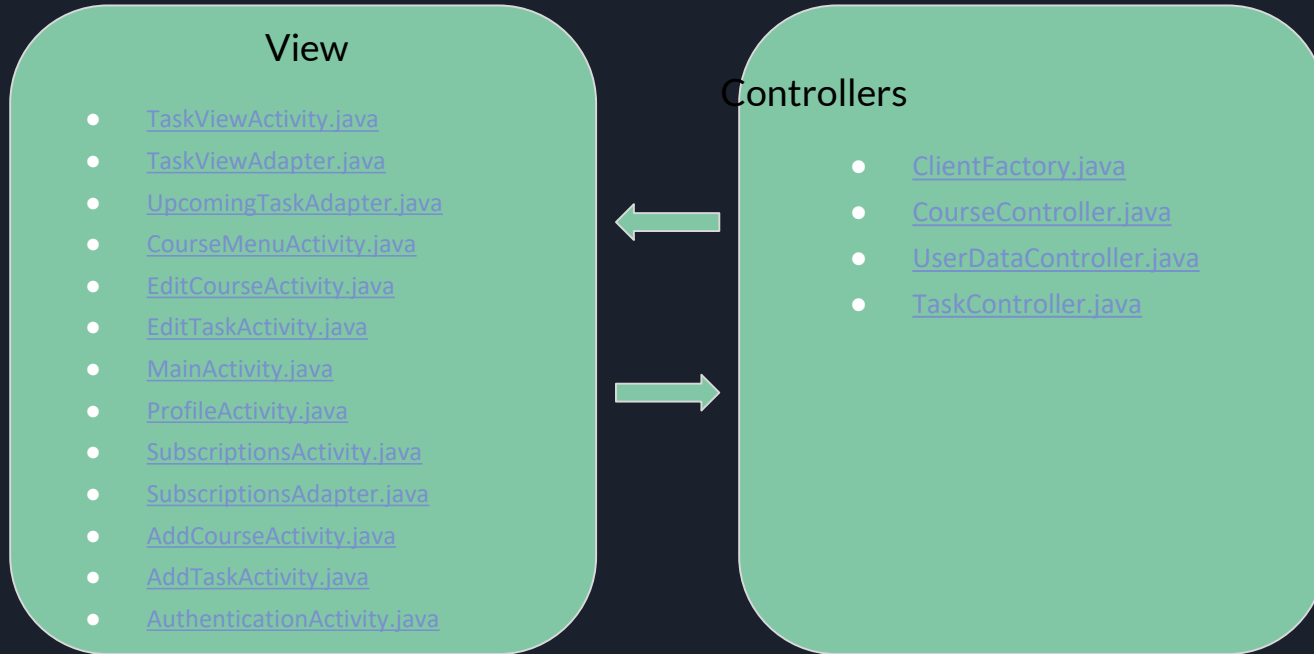 View
TaskViewActivity.java
TaskViewAdapter.java
UpcomingTaskAdapter.java
CourseMenuActivity.java
EditCourseActivity.java
EditTaskActivity.java
MainActivity.java
ProfileActivity.java
SubscriptionsActivity.java
SubscriptionsAdapter.java
AddCourseActivity.java
AddTaskActivity.java
AuthenticationActivity.java
Controllers
ClientFactory.java
CourseController.java
UserDataController.java
TaskController.java